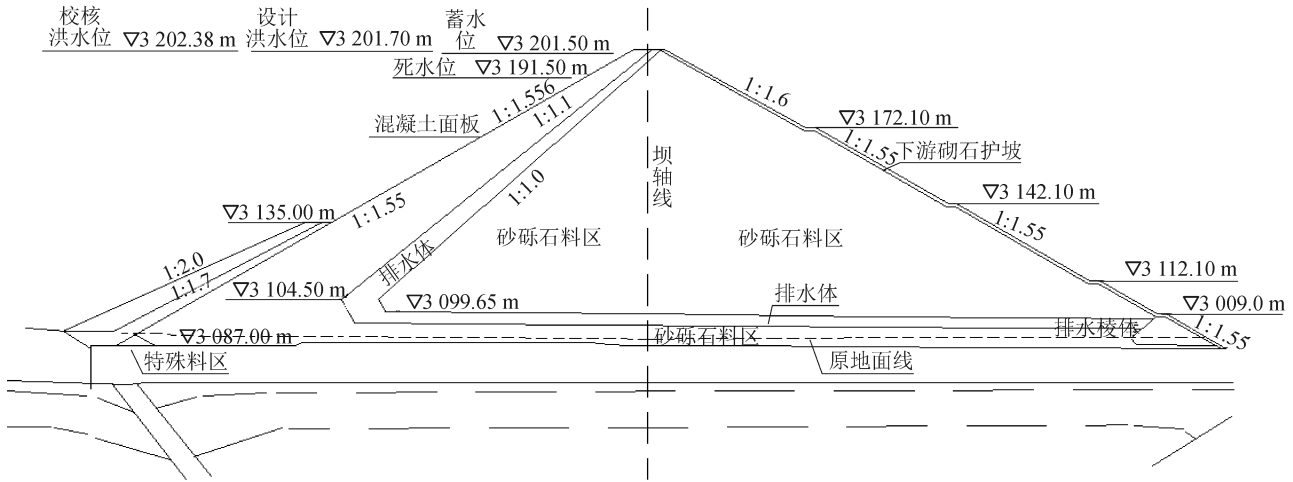 校核
洪水位 ▽3 202.38 m
设计
洪水位 ▽3 201.70 m
蓄水
位 ▽3 201.50 m
死水位 ▽3 191.50 m
1:1.556
1:1.1
1:1.6
混凝土面板
▽3 172.10 m
1:1.55
下游砌石护坡
坝轴线
1:1.0
▽3 142.10 m
▽3 135.00 m
1:1.55
1:1.55
砂砾石料区
砂砾石料区
1:2.0
1:1.7
排水体
▽3 112.10 m
▽3 104.50 m
▽3 099.65 m
排水体
▽3 009.0 m
▽3 087.00 m
砂砾石料区
排水棱体
1:1.55
特殊料区
原地面线